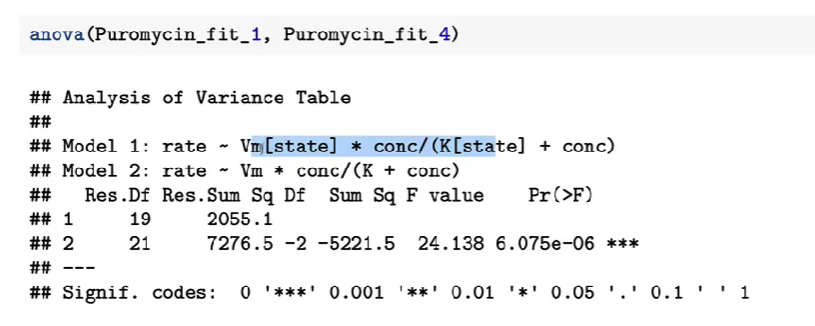 anova(Puromycin_fit_1, Puromycin_fit_4)
## Analysis of Variance Table
##
## Model 1: rate ~ Vm[state] * conc/(K[state] + conc)
## Model 2: rate ~ Vm * conc/(K + conc)
##   Res.Df Res.Sum Sq Df  Sum Sq F value    Pr(>F)
## 1     19     2055.1
## 2     21     7276.5 -2 -5221.5  24.138 6.075e-06 ***
## ---
## Signif. codes:  0 '***' 0.001 '**' 0.01 '*' 0.05 '.' 0.1 ' ' 1